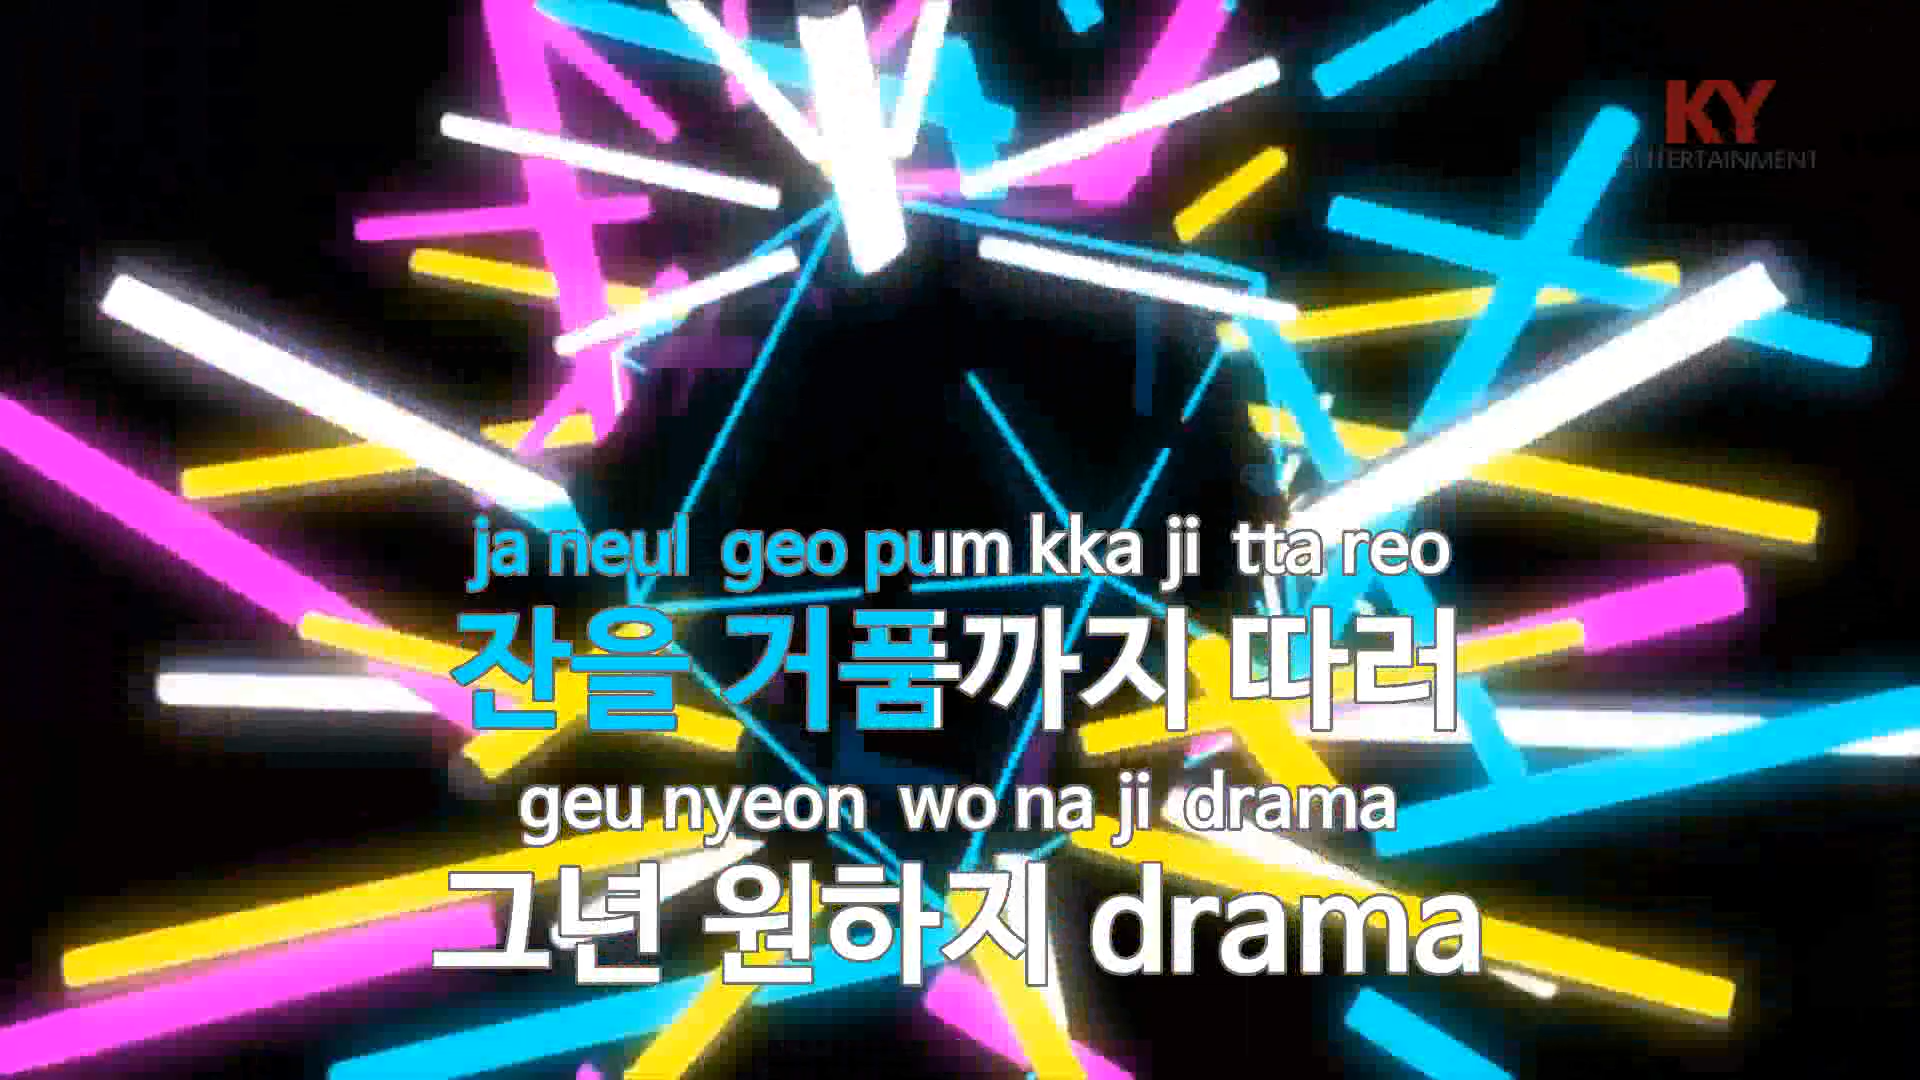 KY
ENTERTAINMENT
ja neul geo pum kka ji tta reo
잔을 거품까지 따러
geu nyeon wo na ji drama
그년 원하지 drama